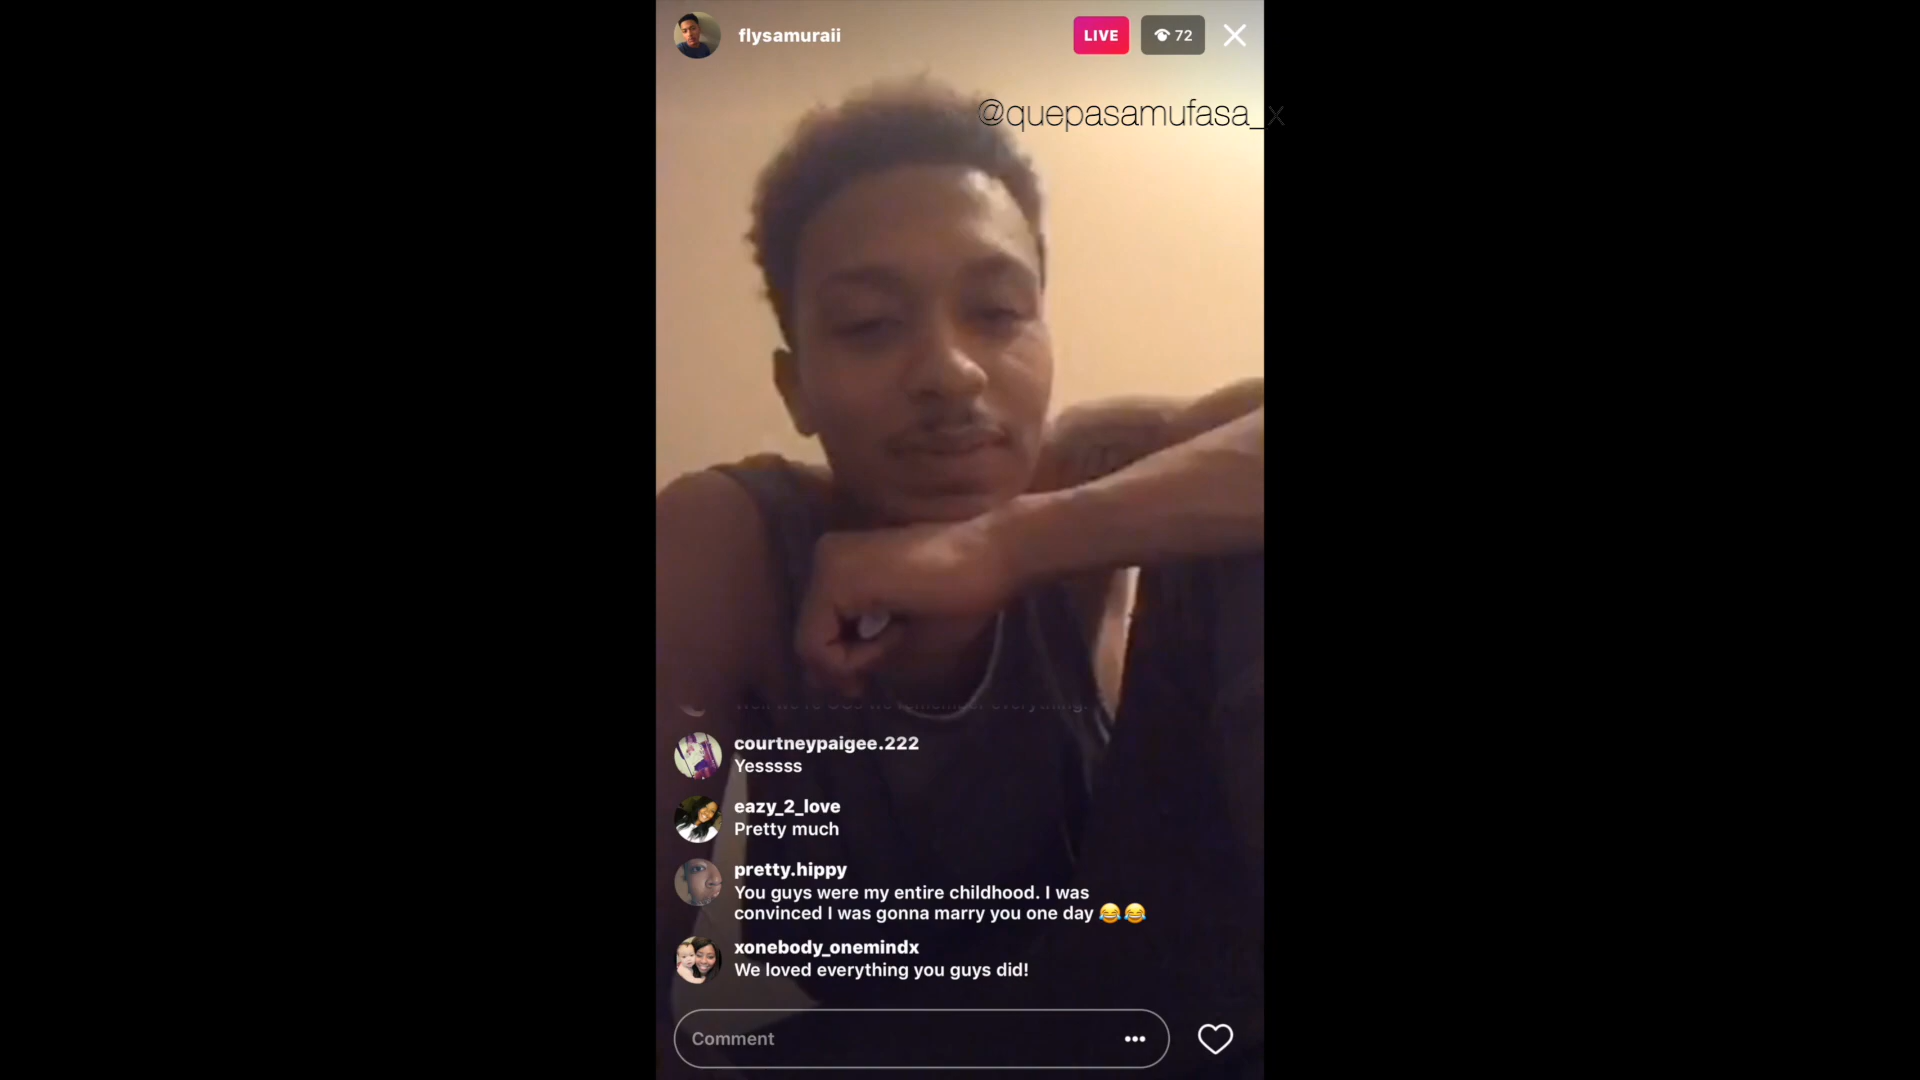 flysamuraii
LIVE
72
@quepasamufasa_x
courtneypaigee.222
Yesssss
eazy_2_love
Pretty much
pretty.hippy
You guys were my entire childhood. I was
convinced I was gonna marry you one day 😂😂
xonebody_onemindx
We loved everything you guys did!
Comment